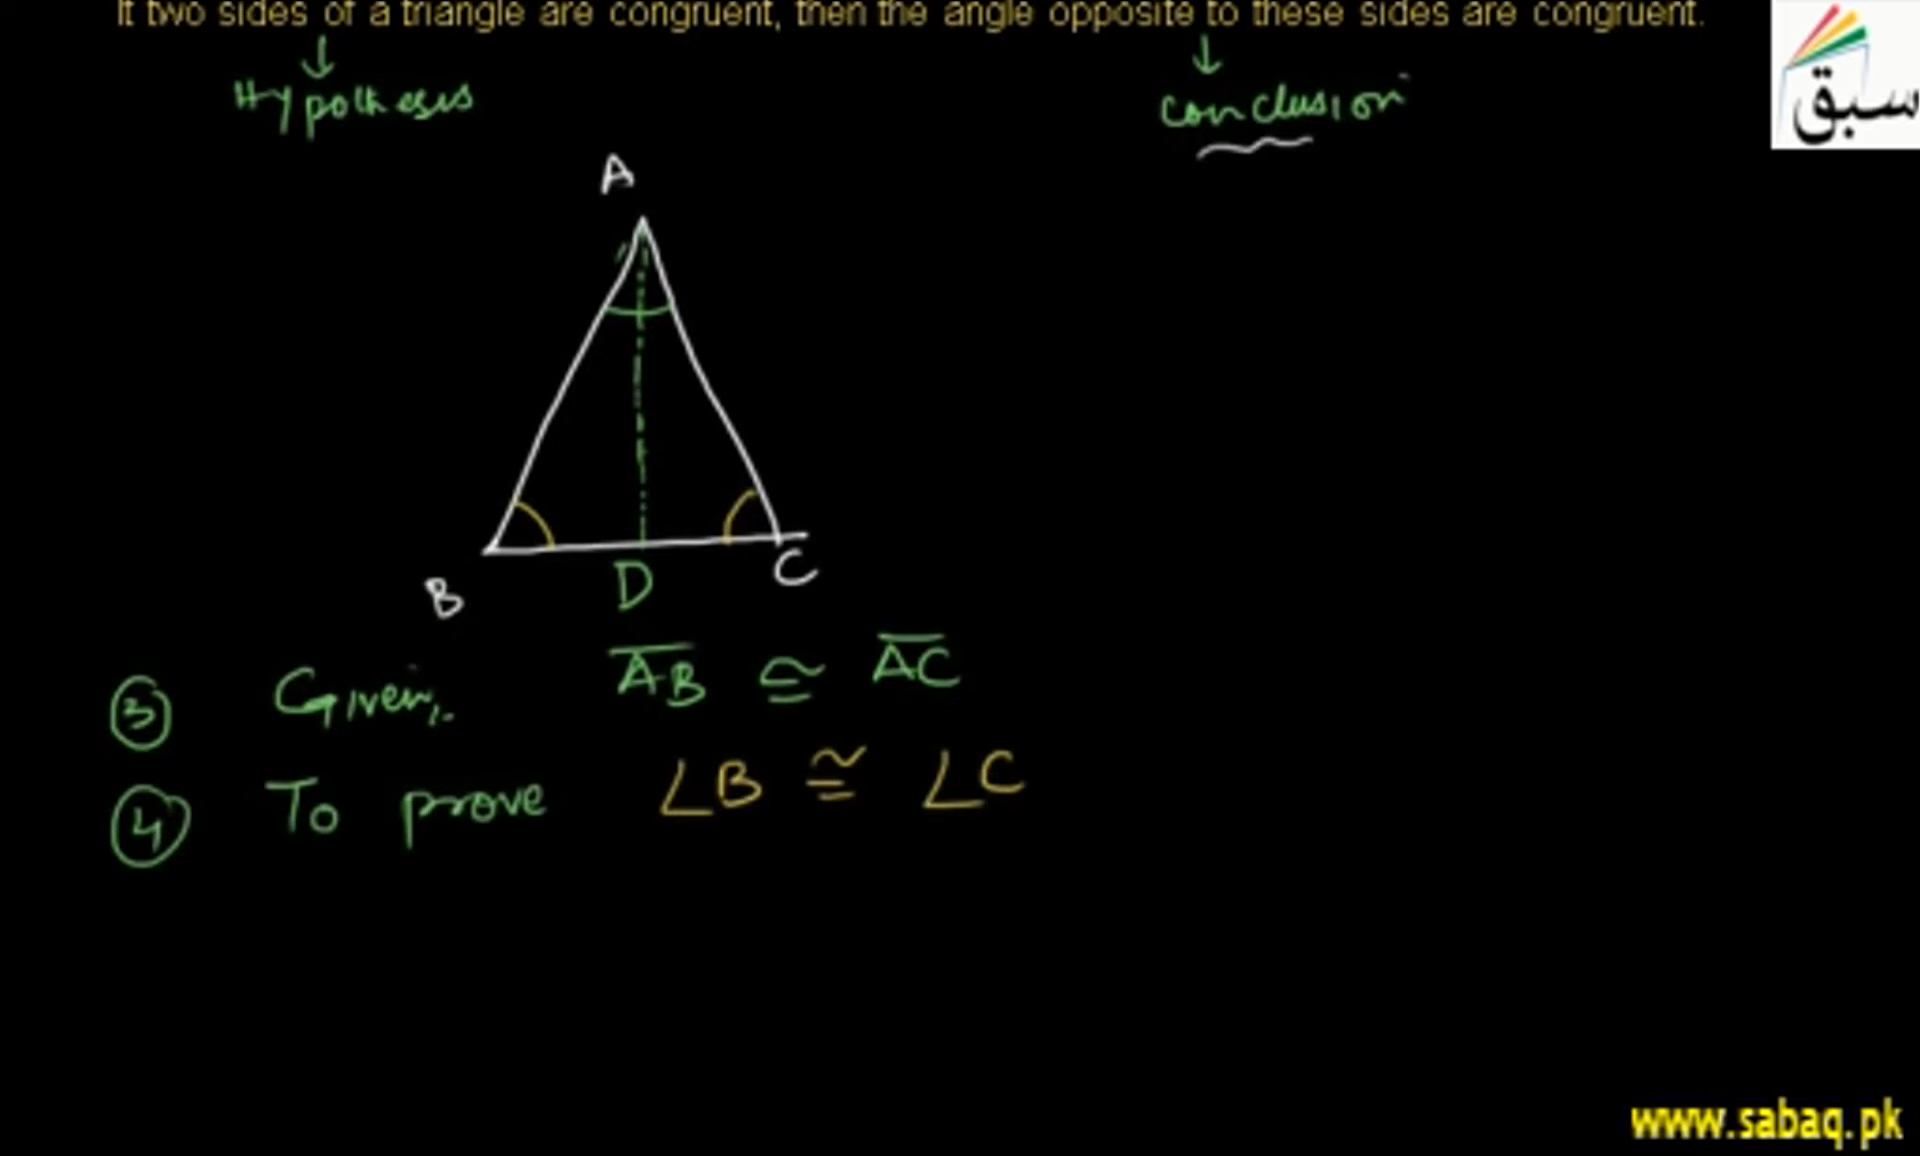 If two sides of a triangle are congruent, then the angle opposite to these sides are congruent.
Hypothesis
conclusion
سبق
A
B
D
C
③ Given:- AB ≅ AC
④ To prove ∠B ≅ ∠C
www.sabaq.pk